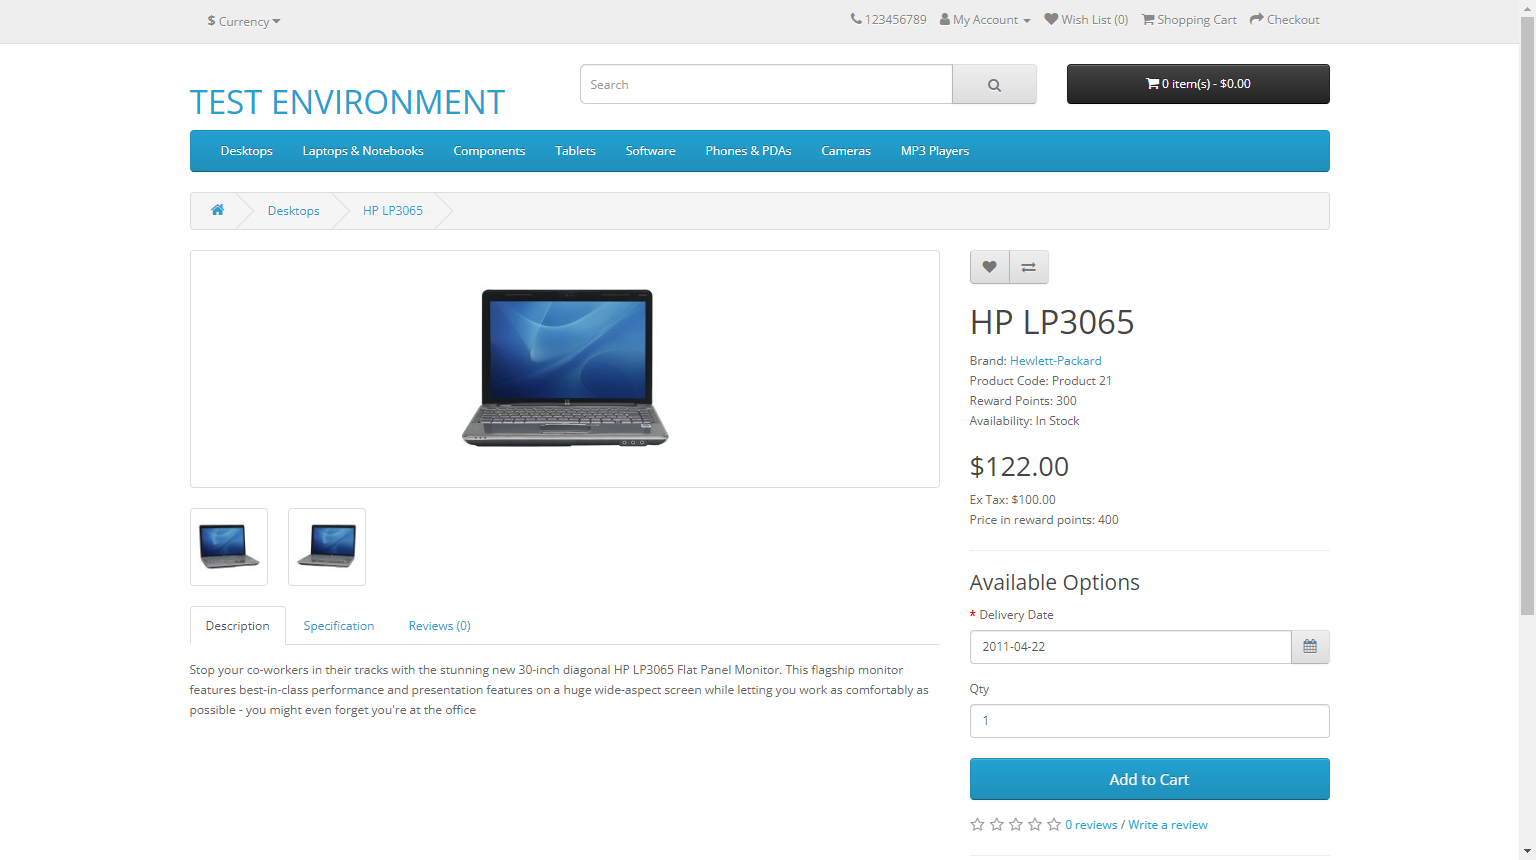 $ Currency
123456789 My Account Wish List (0) Shopping Cart Checkout
TEST ENVIRONMENT
Search
0 item(s) - $0.00
Desktops Laptops & Notebooks Components Tablets Software Phones & PDAs Cameras MP3 Players
Desktops HP LP3065
HP LP3065
Brand: Hewlett-Packard
Product Code: Product 21
Reward Points: 300
Availability: In Stock
$122.00
Ex Tax: $100.00
Price in reward points: 400
Available Options
* Delivery Date
2011-04-22
Qty
1
Add to Cart
0 reviews / Write a review
Description Specification Reviews (0)
Stop your co-workers in their tracks with the stunning new 30-inch diagonal HP LP3065 Flat Panel Monitor. This flagship monitor
features best-in-class performance and presentation features on a huge wide-aspect screen while letting you work as comfortably as
possible - you might even forget you're at the office